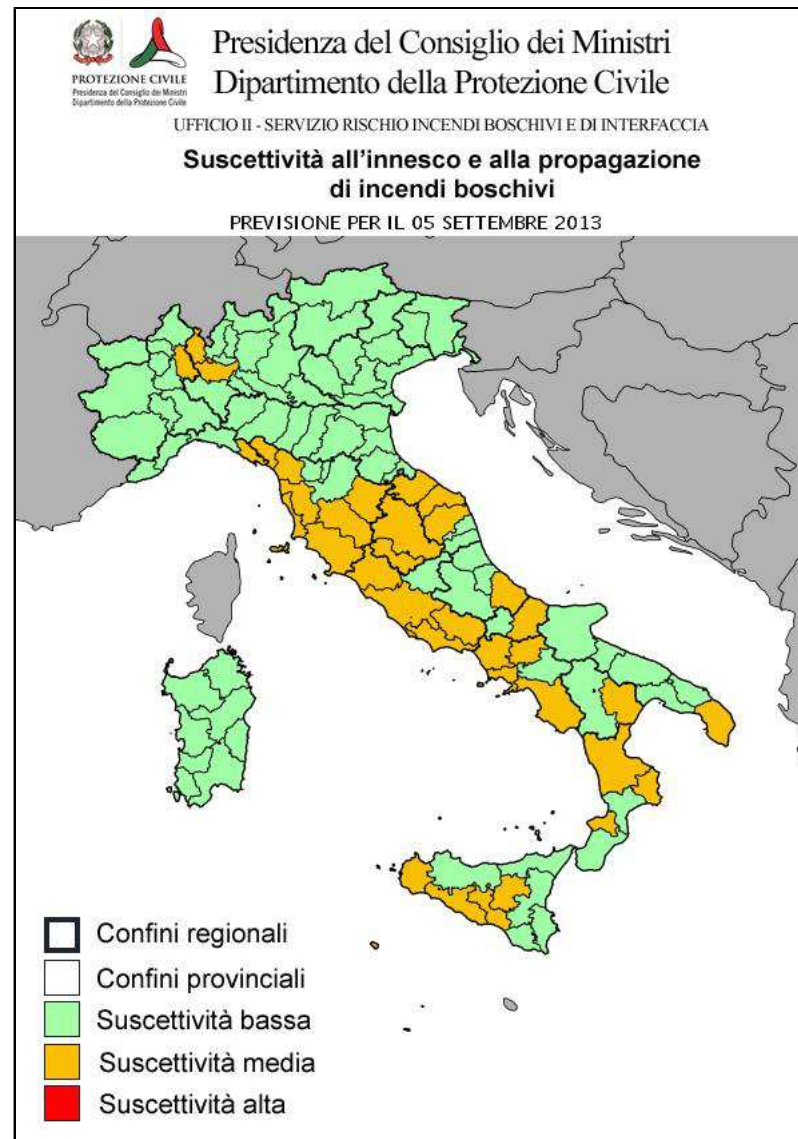 Presidenza del Consiglio dei Ministri
Dipartimento della Protezione Civile
PROTEZIONE CIVILE
Presidenza del Consiglio dei Ministri
Dipartimento della Protezione Civile
UFFICIO II - SERVIZIO RISCHIO INCENDI BOSCHIVI E DI INTERFACCIA
Suscettività all'innesco e alla propagazione
di incendi boschivi
PREVISIONE PER IL 05 SETTEMBRE 2013
Confini regionali
Confini provinciali
Suscettività bassa
Suscettività media
Suscettività alta